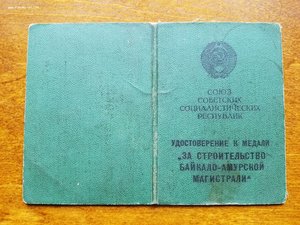 СОЮЗ
СОВЕТСКИХ
СОЦИАЛИСТИЧЕСКИХ
РЕСПУБЛИК
УДОСТОВЕРЕНИЕ К МЕДАЛИ
„ЗА СТРОИТЕЛЬСТВО
БАЙКАЛО-АМУРСКОЙ
МАГИСТРАЛИ“